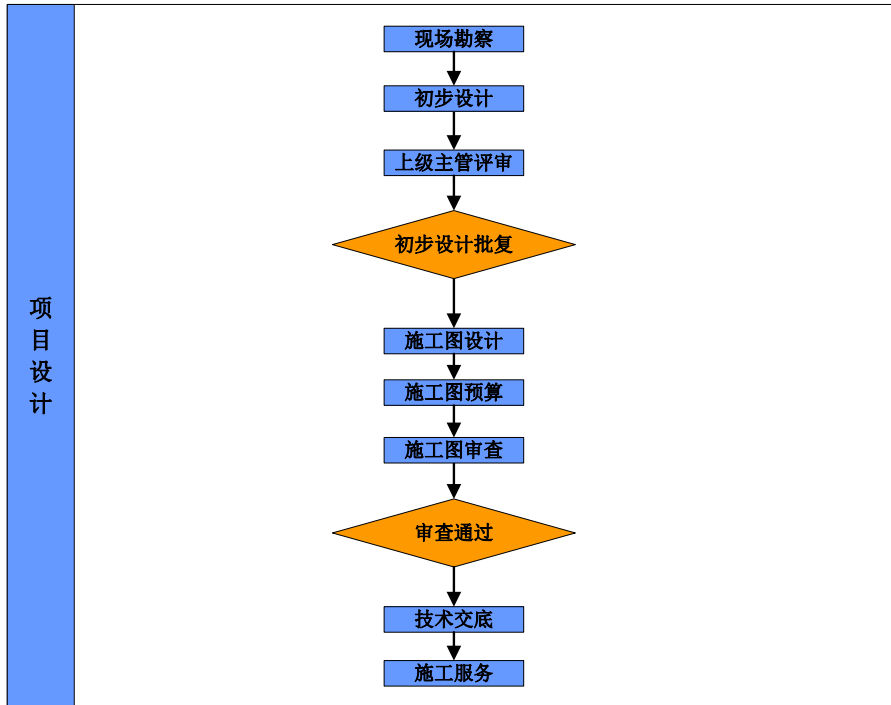 项
目
设
计
现场勘察
初步设计
上级主管评审
初步设计批复
施工图设计
施工图预算
施工图审查
审查通过
技术交底
施工服务